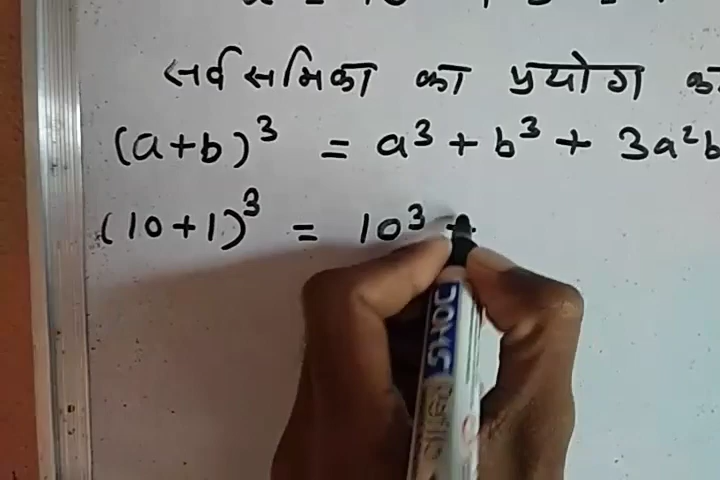 सर्वसमिका का प्रयोग
(a+b)³ = a³ + b³ + 3a²b
(10+1)³ = 10³ +